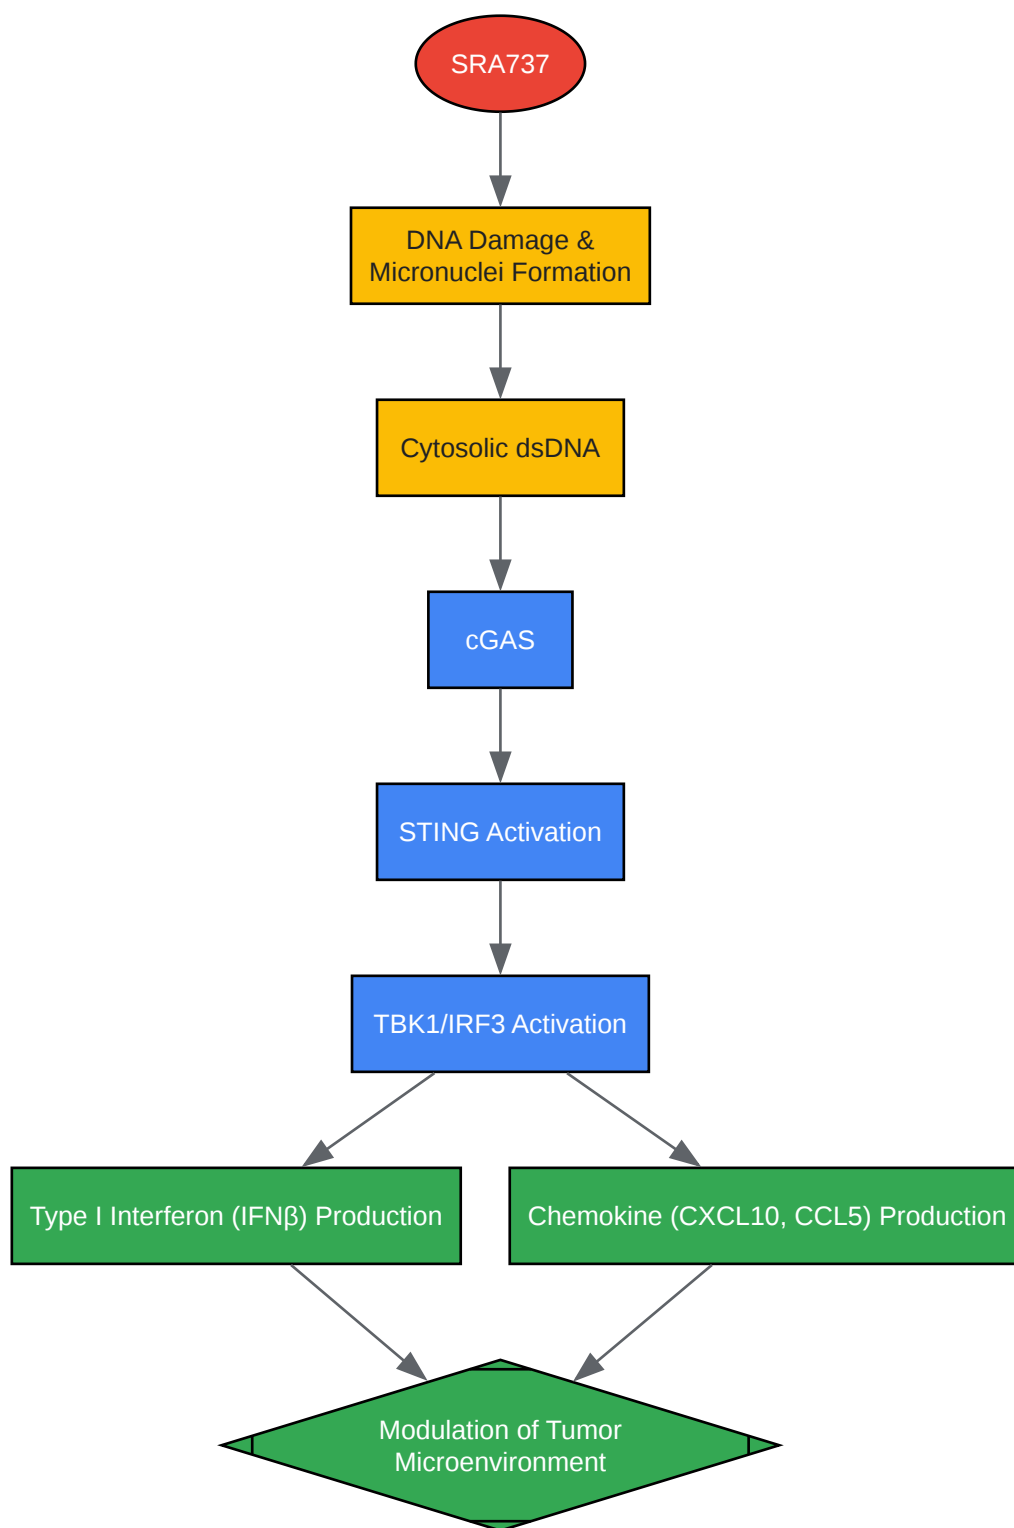 SRA737
DNA Damage &
Micronuclei Formation
Cytosolic dsDNA
cGAS
STING Activation
TBK1/IRF3 Activation
Type I Interferon (IFNβ) Production
Chemokine (CXCL10, CCL5) Production
Modulation of Tumor
Microenvironment